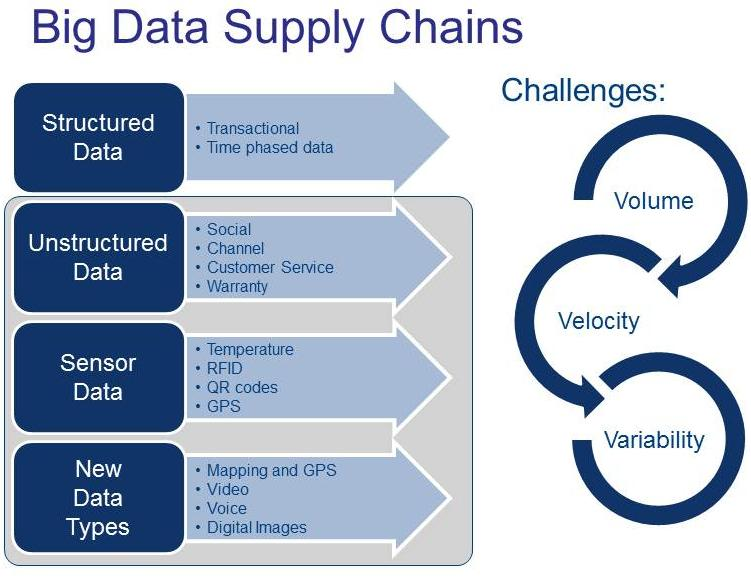 Big Data Supply Chains
Structured
Data
• Transactional
• Time phased data
Unstructured
Data
• Social
• Channel
• Customer Service
• Warranty
Sensor
Data
• Temperature
• RFID
• QR codes
• GPS
New
Data
Types
• Mapping and GPS
• Video
• Voice
• Digital Images
Challenges:
Volume
Velocity
Variability